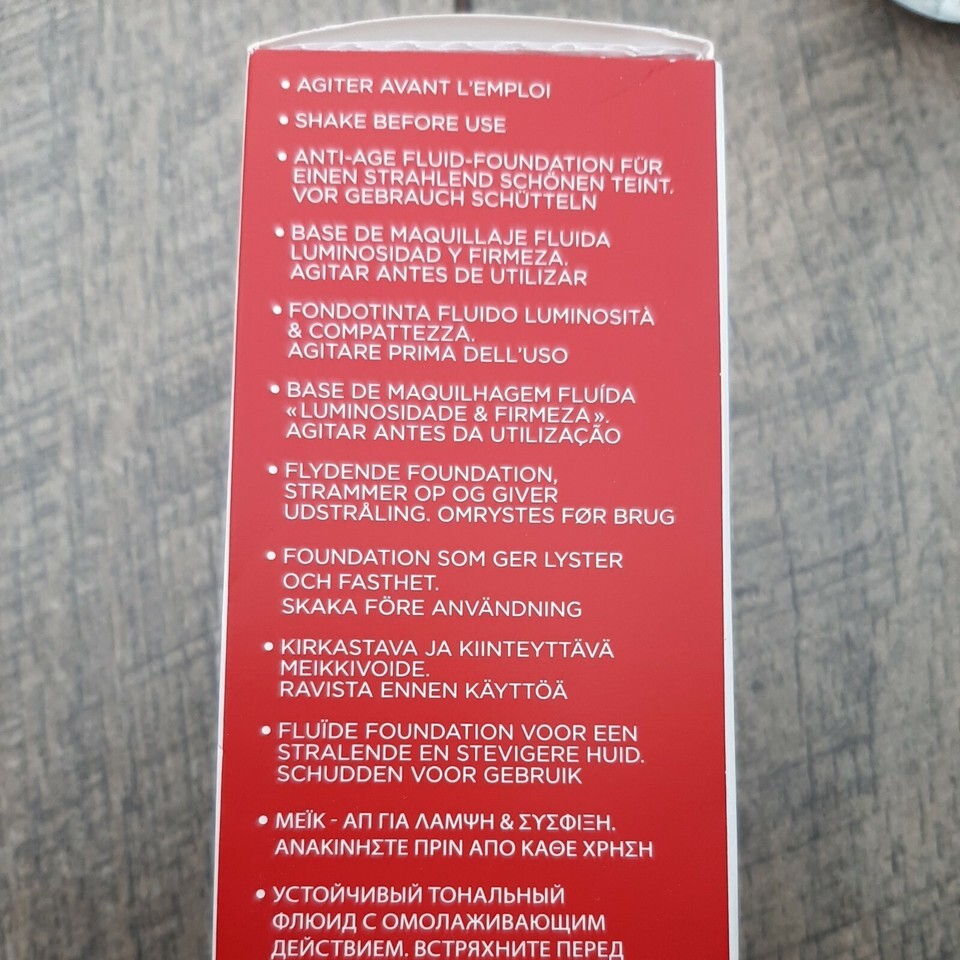 • AGITER AVANT L'EMPLOI
• SHAKE BEFORE USE
• ANTI-AGE FLUID-FOUNDATION FÜR
EINEN STRAHLEND SCHÖNEN TEINT.
VOR GEBRAUCH SCHÜTTELN
• BASE DE MAQUILLAJE FLUIDA
LUMINOSIDAD Y FIRMEZA.
AGITAR ANTES DE UTILIZAR
• FONDOTINTA FLUIDO LUMINOSITÀ
& COMPATTEZZA.
AGITARE PRIMA DELL'USO
• BASE DE MAQUILHAGEM FLUÍDA
«LUMINOSIDADE & FIRMEZA».
AGITAR ANTES DA UTILIZAÇÃO
• FLYDENDE FOUNDATION,
STRAMMER OP OG GIVER
UDSTRÅLING. OMRYSTES FØR BRUG
• FOUNDATION SOM GER LYSTER
OCH FASTHET.
SKAKA FÖRE ANVÄNDNING
• KIRKASTAVA JA KIINTEYTTÄVÄ
MEIKKIVOIDE.
RAVISTA ENNEN KÄYTTÖÄ
• FLUÏDE FOUNDATION VOOR EEN
STRALENDE EN STEVIGERE HUID.
SCHUDDEN VOOR GEBRUIK
• ΜΕΪΚ - ΑΠ ΓΙΑ ΛΑΜΨΗ & ΣΥΣΦΙΞΗ.
ΑΝΑΚΙΝΗΣΤΕ ΠΡΙΝ ΑΠΟ ΚΑΘΕ ΧΡΗΣΗ
• УСТОЙЧИВЫЙ ТОНАЛЬНЫЙ
ФЛЮИД С ОМОЛАЖИВАЮЩИМ
ДЕЙСТВИЕМ. ВСТРЯХНИТЕ ПЕРЕД